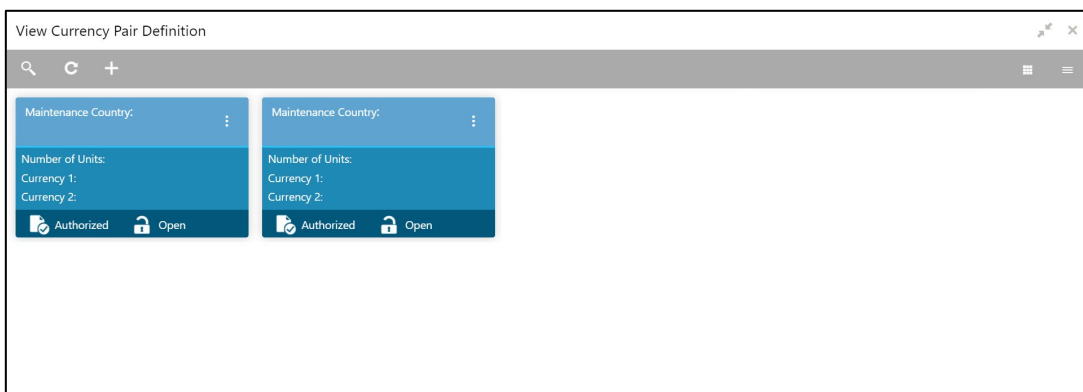 View Currency Pair Definition
Maintenance Country:
Number of Units:
Currency 1:
Currency 2:
Authorized Open
Maintenance Country:
Number of Units:
Currency 1:
Currency 2:
Authorized Open